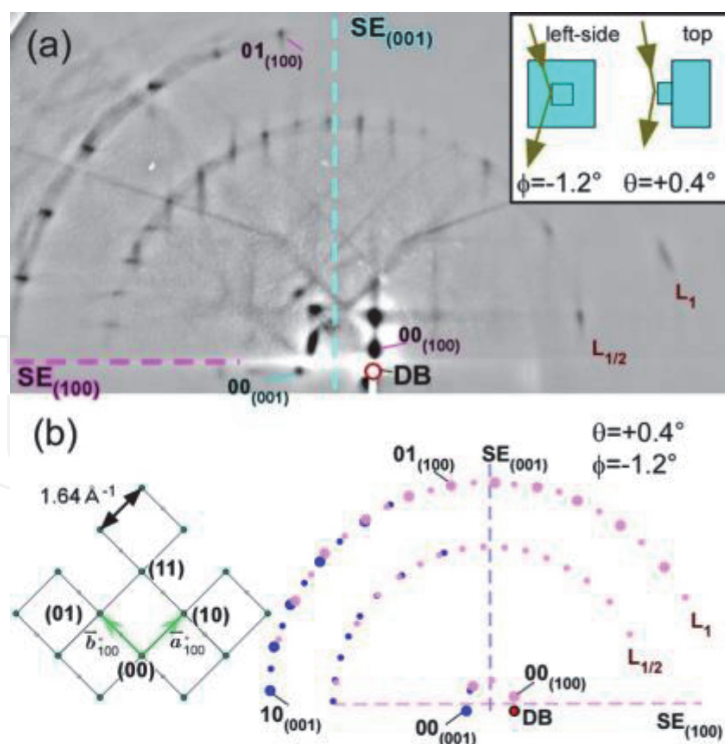 (a)
01(100)
SE(001)
left-side
top
ϕ=-1.2°
θ=+0.4°
L1
L1/2
00(100)
SE(100)
00(001)
DB
(b)
θ=+0.4°
ϕ=-1.2°
1.64 Å-1
01(100)
SE(001)
(11)
(01)
(10)
b*100
a*100
(00)
L1
L1/2
00(100)
10(001)
00(001)
DB
SE(100)